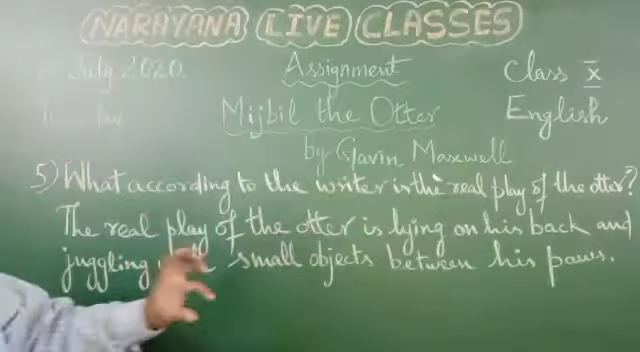 NARAYANA LIVE CLASSES
July 2020 Assignment Class X
Mijbil the Otter English
by Gavin Maxwell
5) What according to the writer is the real play of the otter?
The real play of the otter is lying on his back and
juggling small objects between his paws.